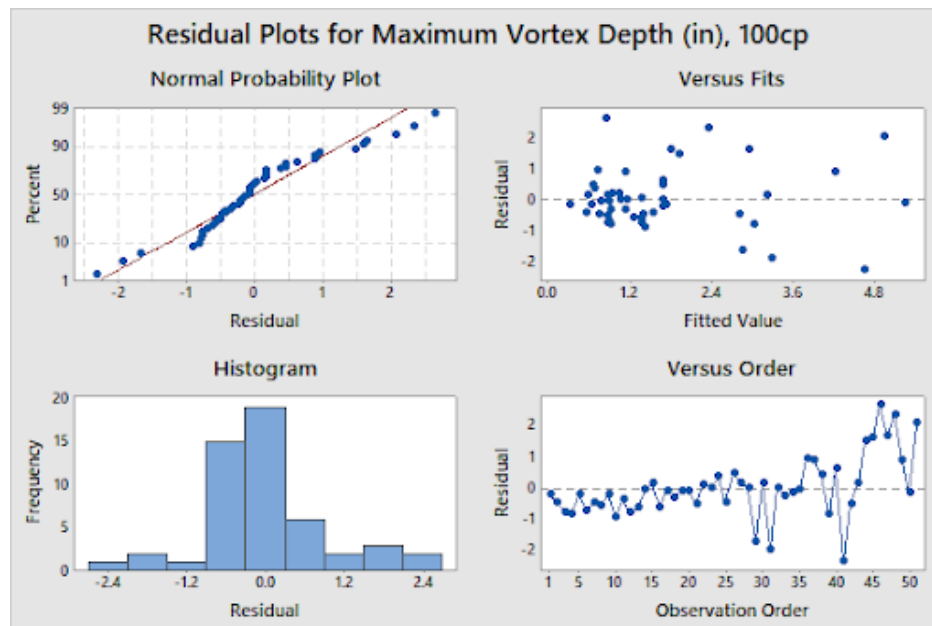 Residual Plots for Maximum Vortex Depth (in), 100cp
Normal Probability Plot
99
90
50
10
1
Percent
-2 -1 0 1 2
Residual
Versus Fits
2
1
0
-1
-2
Residual
0.0 1.2 2.4 3.6 4.8
Fitted Value
Histogram
20
15
10
5
0
Frequency
-2.4 -1.2 0.0 1.2 2.4
Residual
Versus Order
2
1
0
-1
-2
Residual
1 5 10 15 20 25 30 35 40 45 50
Observation Order